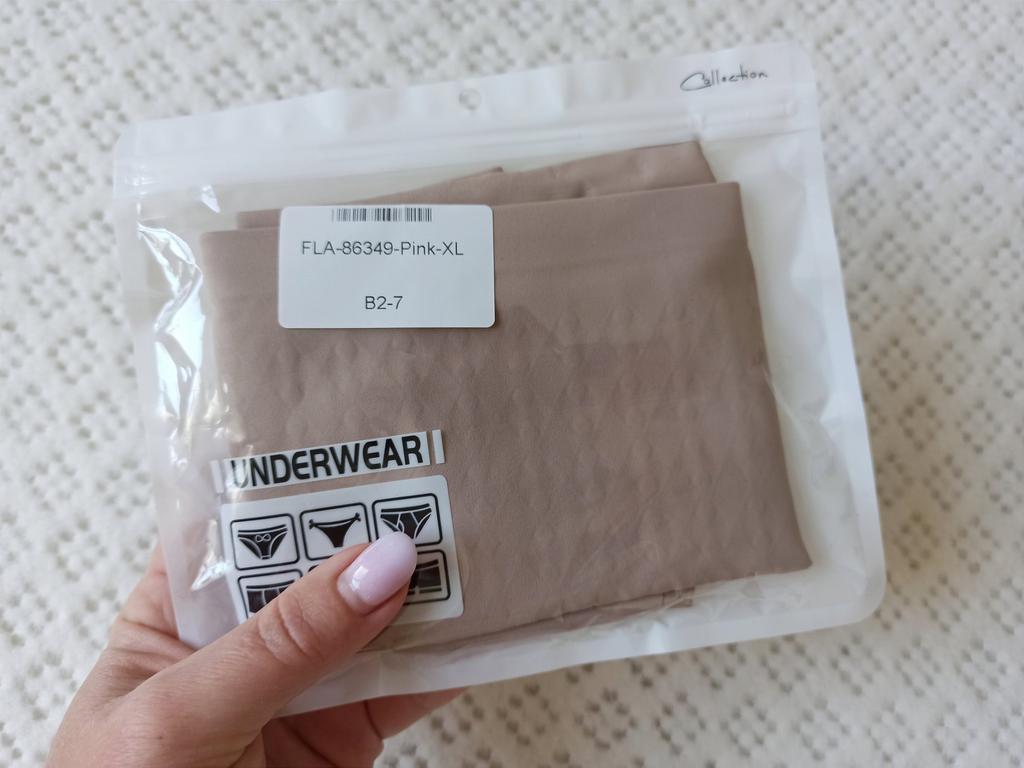 Collection
FLA-86349-Pink-XL
B2-7
UNDERWEAR